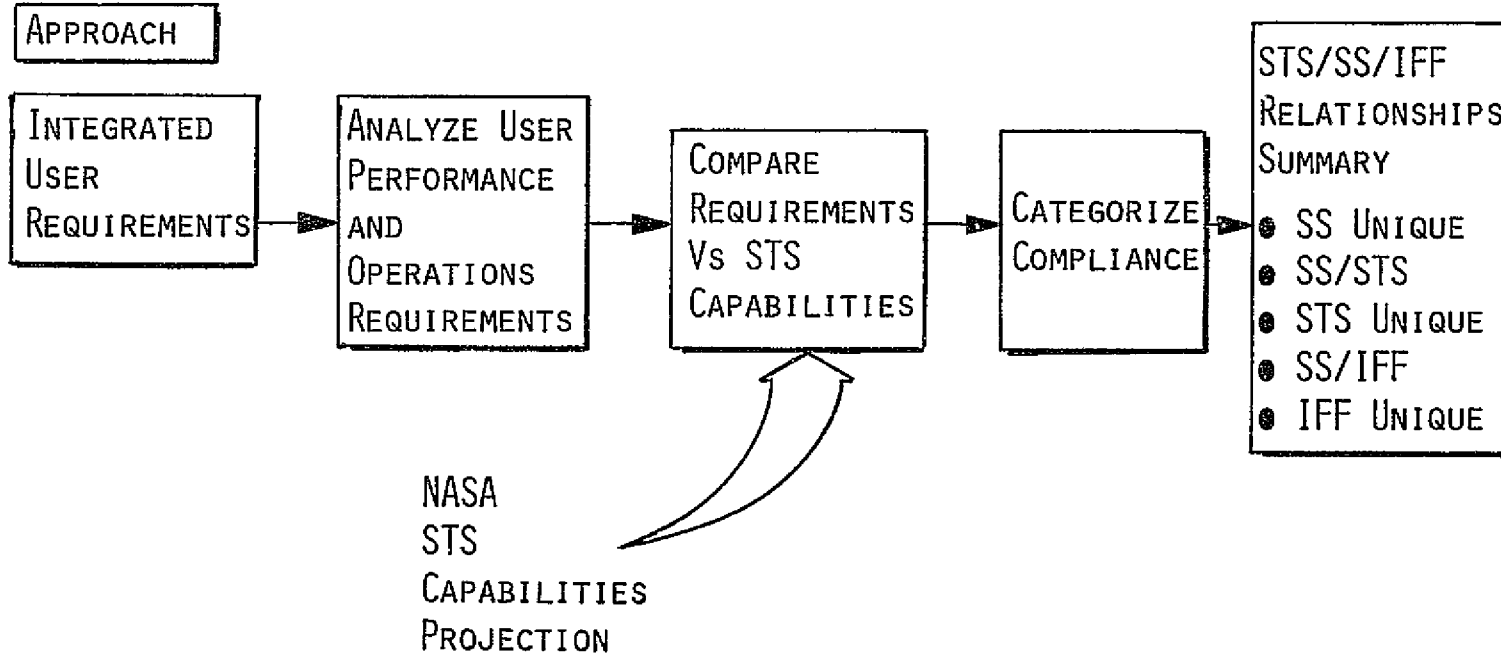 APPROACH
INTEGRATED
USER
REQUIREMENTS
ANALYZE USER
PERFORMANCE
AND
OPERATIONS
REQUIREMENTS
COMPARE
REQUIREMENTS
VS STS
CAPABILITIES
CATEGORIZE
COMPLIANCE
STS/SS/IFF
RELATIONSHIPS
SUMMARY
● SS UNIQUE
● SS/STS
● STS UNIQUE
● SS/IFF
● IFF UNIQUE
NASA
STS
CAPABILITIES
PROJECTION